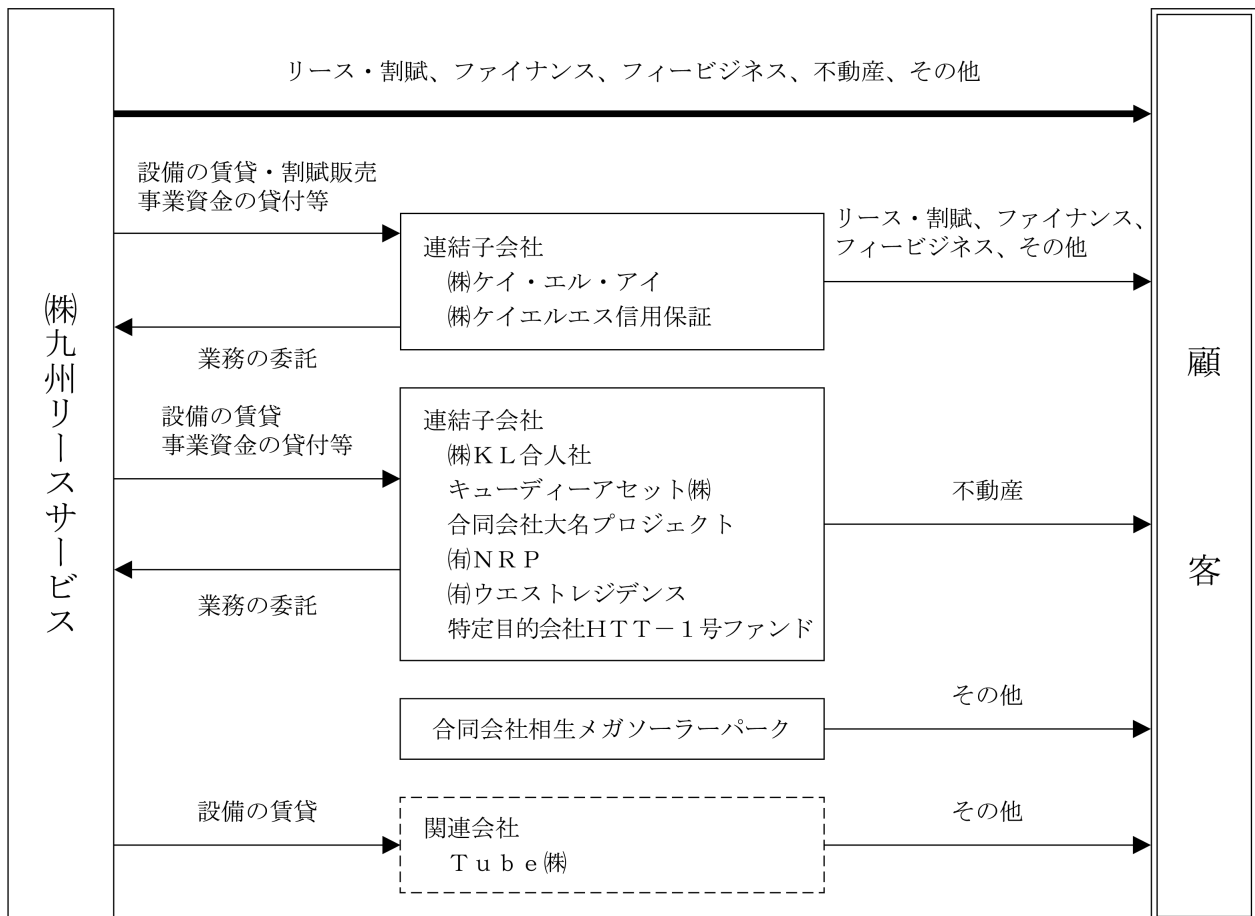 リース・割賦、ファイナンス、フィービジネス、不動産、その他
設備の賃貸・割賦販売
事業資金の貸付等
連結子会社
㈱ケイ・エル・アイ
㈱ケイエルエス信用保証
リース・割賦、ファイナンス、
フィービジネス、その他
業務の委託
㈱九州リースサービス
顧客
設備の賃貸
事業資金の貸付等
連結子会社
㈱ＫＬ合人社
キューディーアセット㈱
合同会社大名プロジェクト
㈲ＮＲＰ
㈲ウエストレジデンス
特定目的会社ＨＴＴ－１号ファンド
不動産
業務の委託
合同会社相生メガソーラーパーク
その他
設備の賃貸
関連会社
Ｔｕｂｅ㈱
その他